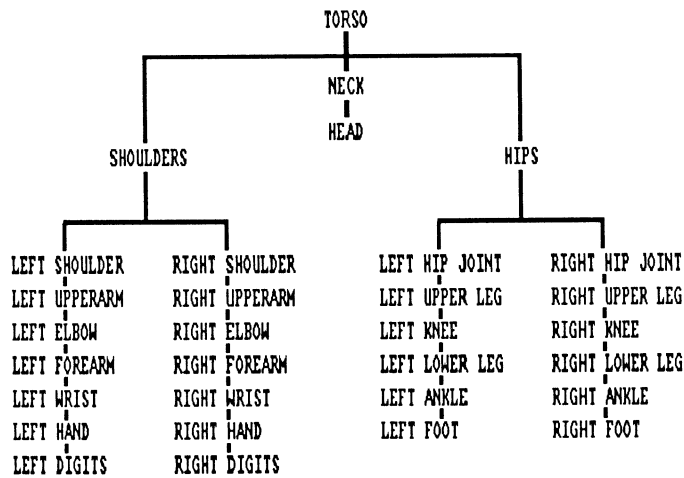 TORSO
NECK
HEAD
SHOULDERS
HIPS
LEFT SHOULDER RIGHT SHOULDER LEFT HIP JOINT RIGHT HIP JOINT
LEFT UPPERARM RIGHT UPPERARM LEFT UPPER LEG RIGHT UPPER LEG
LEFT ELBOW RIGHT ELBOW LEFT KNEE RIGHT KNEE
LEFT FOREARM RIGHT FOREARM LEFT LOWER LEG RIGHT LOWER LEG
LEFT WRIST RIGHT WRIST LEFT ANKLE RIGHT ANKLE
LEFT HAND RIGHT HAND LEFT FOOT RIGHT FOOT
LEFT DIGITS RIGHT DIGITS